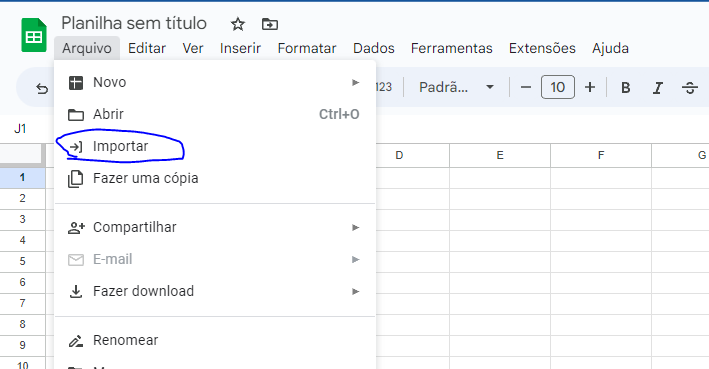 Planilha sem título
Arquivo Editar Ver Inserir Formatar Dados Ferramentas Extensões Ajuda
Novo
123 Padrã... 10 B I S
Abrir Ctrl+O
J1
Importar
D E F G
Fazer uma cópia
1
2
3
Compartilhar
4
E-mail
5
Fazer download
6
7
Renomear
8
9
10